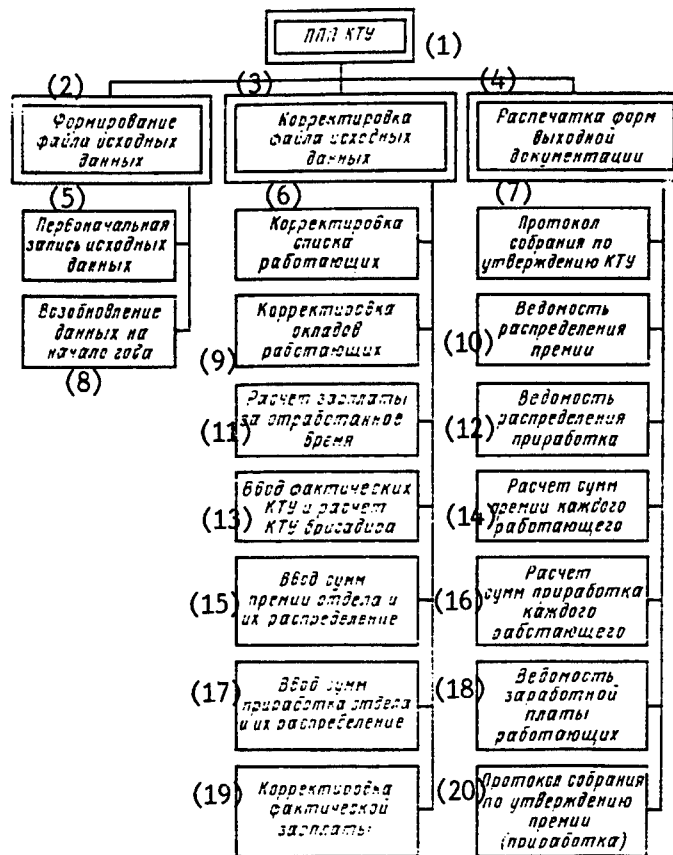 ППП КТУ (1)
(2) (3) (4)
Формирование файла исходных данных
Корректировка файла исходных данных
Распечатка форм выходной документации
(5) (6) (7)
Первоначальная
запись исходных
данных
Корректировка
списка
работающих
Протокол
собрания по
утверждению КТУ
Возобновление
данных на
начало года
(8)
(9)
Корректировка
окладов
работающих
(10)
Ведомость
распределения
премии
(11)
Расчет зарплаты
за отработанное
время
(12)
Ведомость
распределения
приработка
(13)
Ввод фактических
КТУ и расчет
КТУ бригадира
(14)
Расчет сумм
премии каждого
работающего
(15)
Ввод сумм
премии отдела и
их распределение
(16)
Расчет
сумм приработка
каждого
работающего
(17)
Ввод сумм
приработка отдела
и их распределение
(18)
Ведомость
заработной
платы
работающих
(19)
Корректировка
фактической
зарплаты
(20)
Протокол собрания
по утверждению
премии
(приработка)